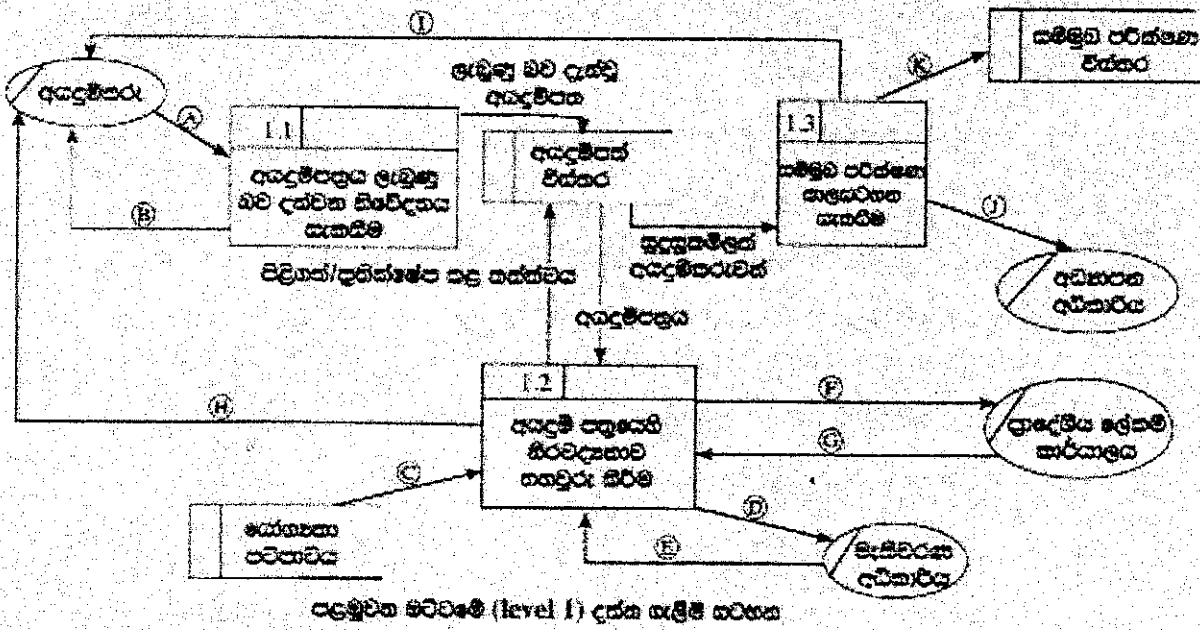 Ⓘ
සම්මුඛ පරීක්ෂණ
විස්තර
Ⓚ
ලැබුණු බව දැන්වූ
අයදුම්පත
අයදුම්කරු
Ⓐ
1.1
අයදුම්පත්‍රය ලැබුණු
බව දන්වන නිවේදනය
සැකසීම
Ⓑ
අයදුම්පත්
විස්තර
1.3
සම්මුඛ පරීක්ෂණ
කාලසටහන
සැකසීම
Ⓙ
සුදුසුකම්ලත්
අයදුම්කරුවන්
පිළිගත්/ප්‍රතික්ෂේප කළ තත්ත්වය
අධ්‍යාපන
අධිකාරිය
අයදුම්පත්‍රය
1.2
අයදුම් පත්‍රයෙහි
නිරවද්‍යතාව
තහවුරු කිරීම
Ⓗ
Ⓕ
ප්‍රාදේශීය ලේකම්
කාර්යාලය
Ⓖ
Ⓒ
යෝග්‍යතා
පටිපාටිය
Ⓓ
Ⓔ
මැතිවරණ
අධිකාරිය
පළමුවන මට්ටමේ (level 1) දත්ත ගැලීම් සටහන